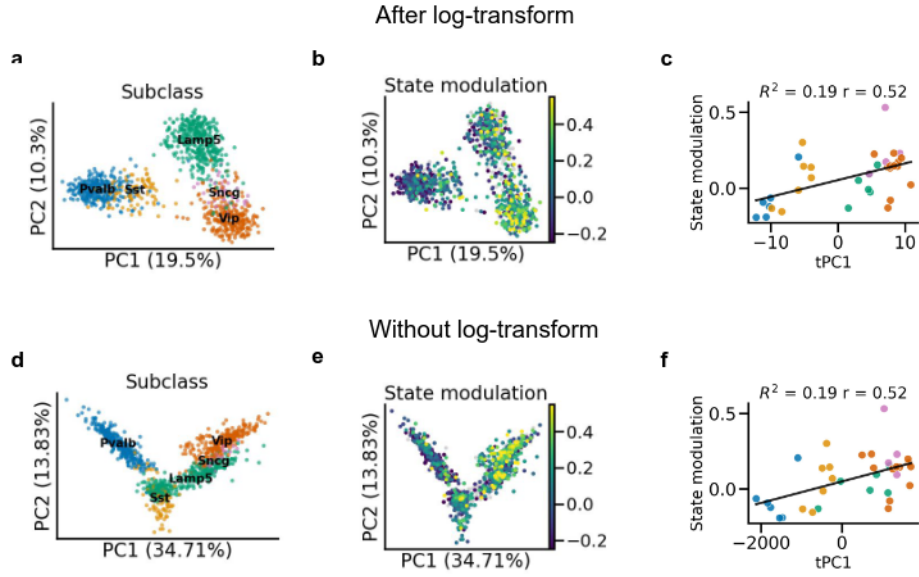 After log-transform
a
Subclass
PC2 (10.3%)
Lamp5
Pvalb
Sst
Sncg
Vip
PC1 (19.5%)
b
State modulation
PC2 (10.3%)
0.4
0.2
0.0
−0.2
PC1 (19.5%)
c
R² = 0.19 r = 0.52
State modulation
0.5
0.0
−10
0
10
tPC1
Without log-transform
d
Subclass
PC2 (13.83%)
Pvalb
Vip
Sncg
Lamp5
Sst
PC1 (34.71%)
e
State modulation
PC2 (13.83%)
0.4
0.2
0.0
−0.2
PC1 (34.71%)
f
R² = 0.19 r = 0.52
State modulation
0.5
0.0
−2000
0
tPC1